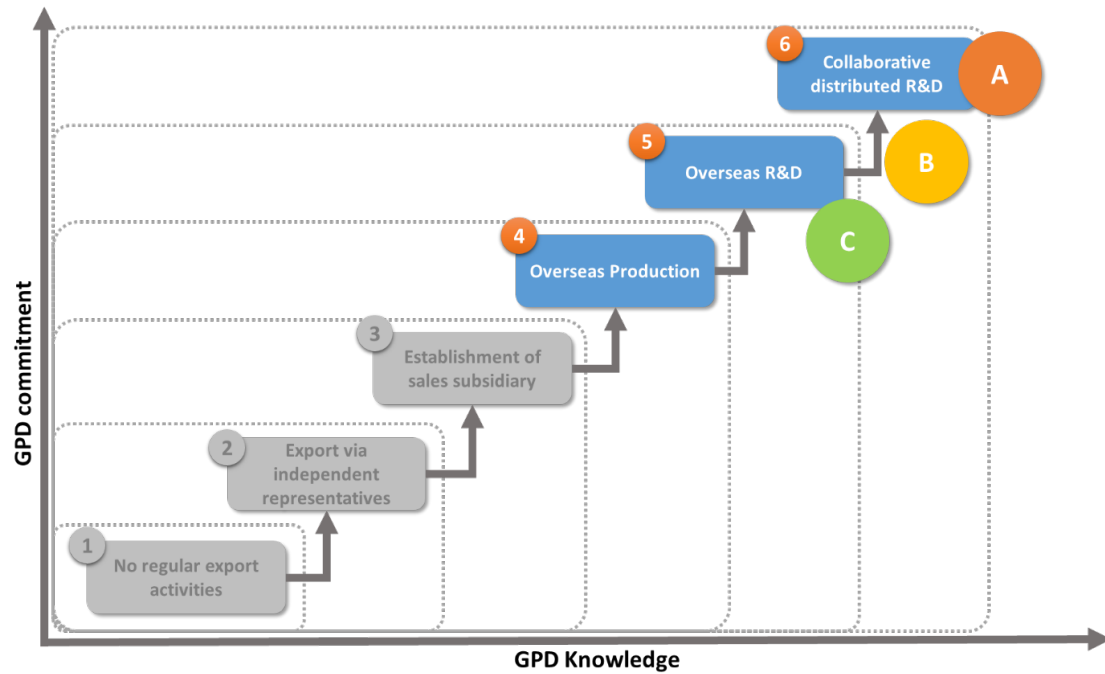 6
Collaborative
distributed R&D
A
5
Overseas R&D
B
4
Overseas Production
C
3
Establishment of
sales subsidiary
2
Export via
independent
representatives
1
No regular export
activities
GPD commitment
GPD Knowledge